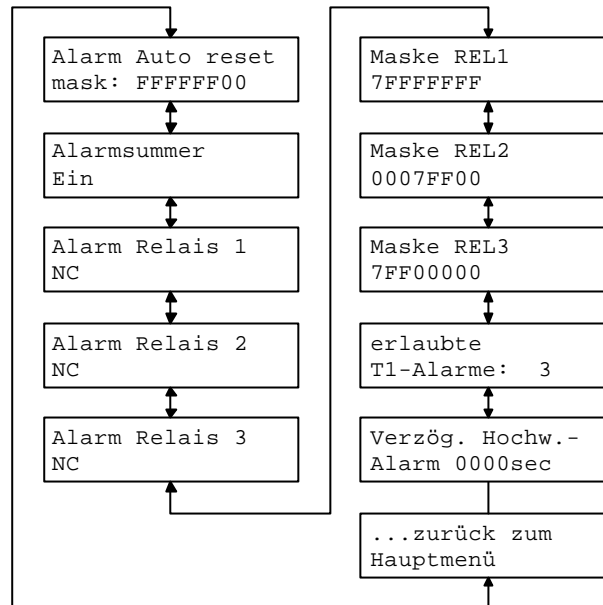 Alarm Auto reset
mask: FFFFFF00
Alarmsummer
Ein
Alarm Relais 1
NC
Alarm Relais 2
NC
Alarm Relais 3
NC
Maske REL1
7FFFFFFF
Maske REL2
0007FF00
Maske REL3
7FF00000
erlaubte
T1-Alarme:  3
Verzög. Hochw.-
Alarm 0000sec
...zurück zum
Hauptmenü